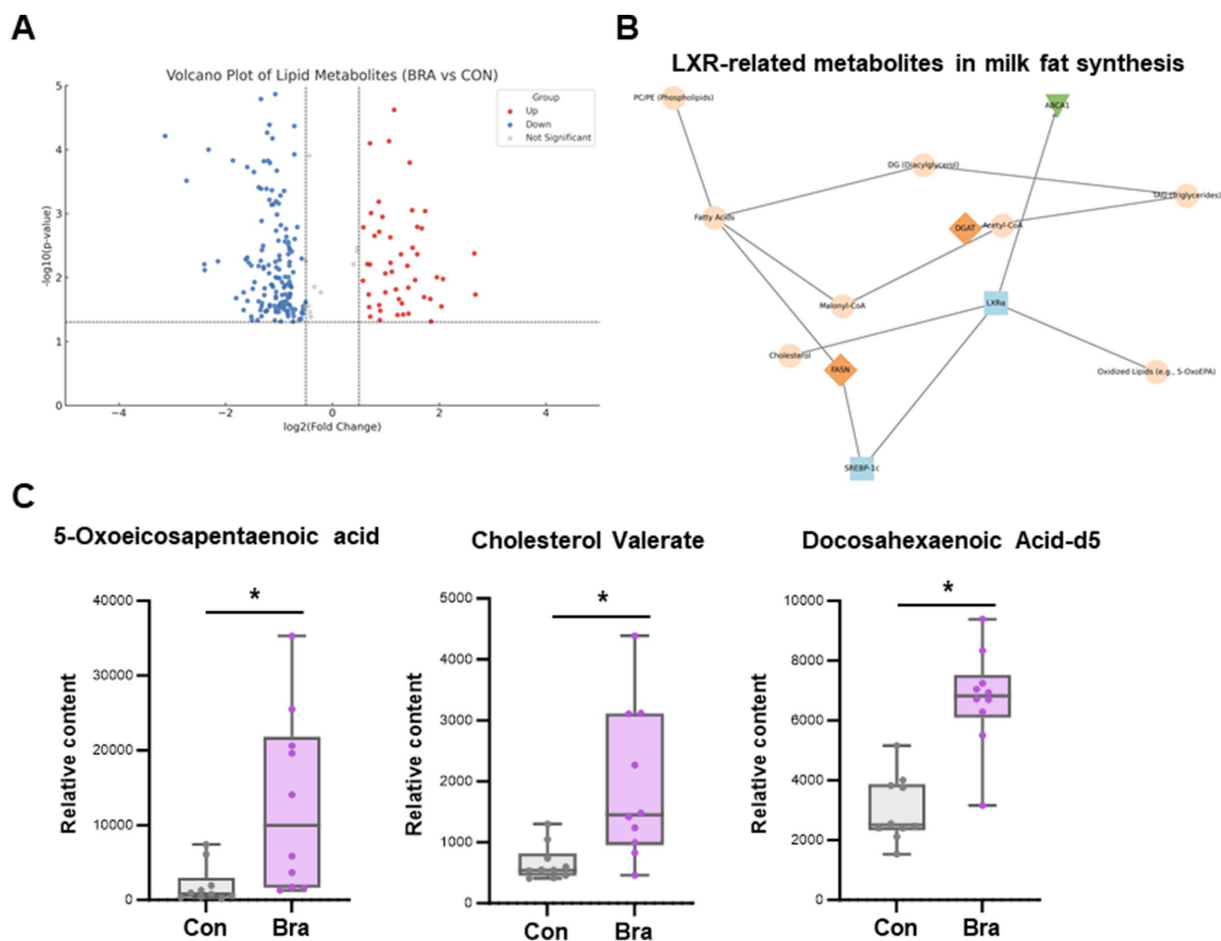 A
Volcano Plot of Lipid Metabolites (BRA vs CON)
Group
Up
Down
Not Significant
5
4
3
2
1
0
-log10(p-value)
−4
−2
0
2
4
log2(Fold Change)
B
LXR-related metabolites in milk fat synthesis
PC/PE (Phospholipids)
ABCA1
DG (Diacylglycerol)
TAG (Triglycerides)
Fatty Acids
DGAT
Acetyl-CoA
Malonyl-CoA
LXRα
Cholesterol
FASN
Oxidized Lipids (e.g., 5-OxoEPA)
SREBP-1c
C
5-Oxoeicosapentaenoic acid
Relative content
40000
30000
20000
10000
0
*
Con
Bra
Cholesterol Valerate
Relative content
5000
4000
3000
2000
1000
0
*
Con
Bra
Docosahexaenoic Acid-d5
Relative content
10000
8000
6000
4000
2000
0
*
Con
Bra